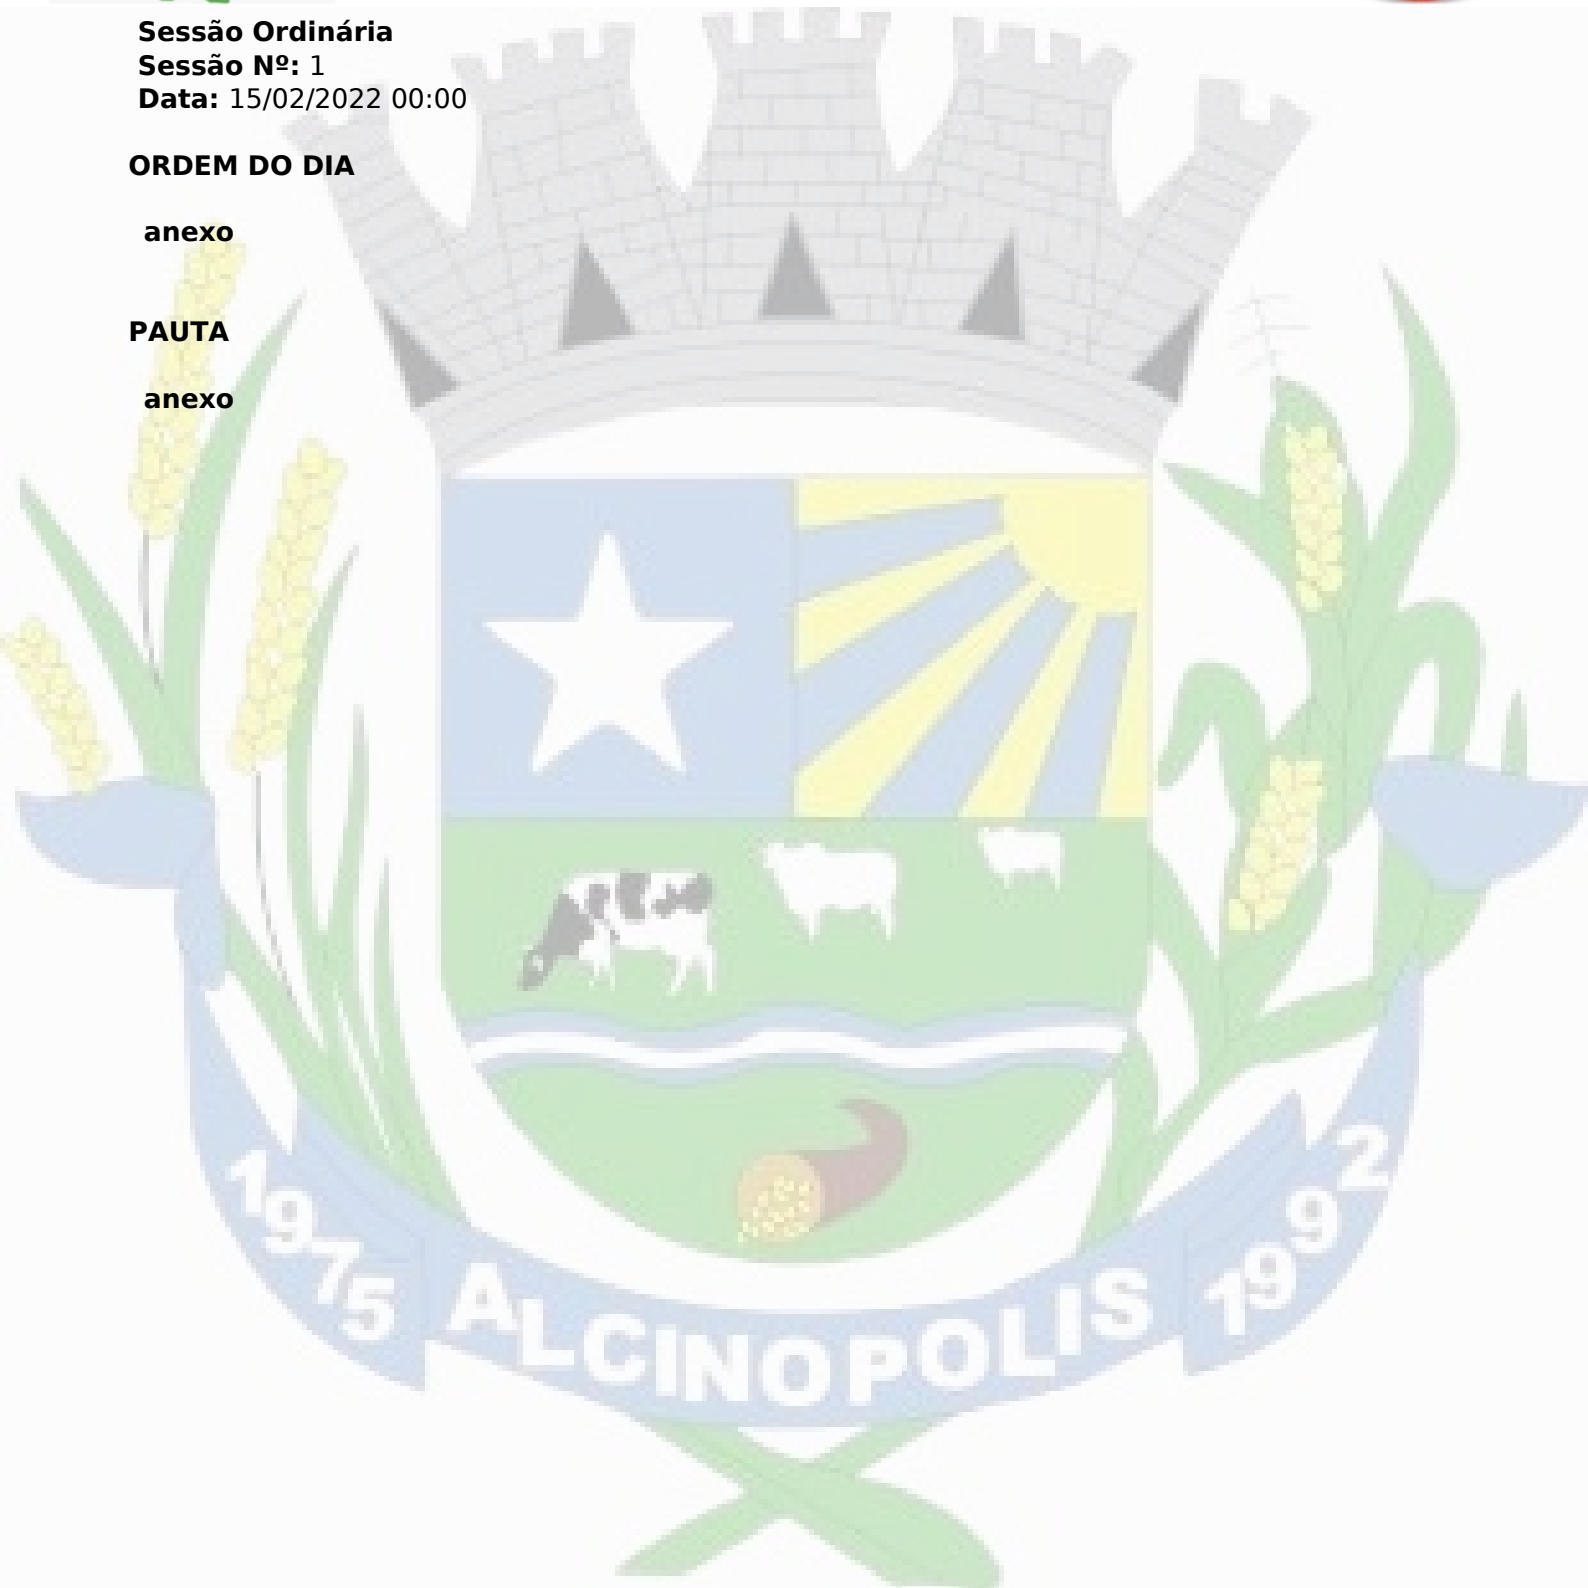 Sessão Ordinária
Sessão Nº: 1
Data: 15/02/2022 00:00
ORDEM DO DIA
anexo
PAUTA
anexo
1975 ALCINOPOLIS 1992